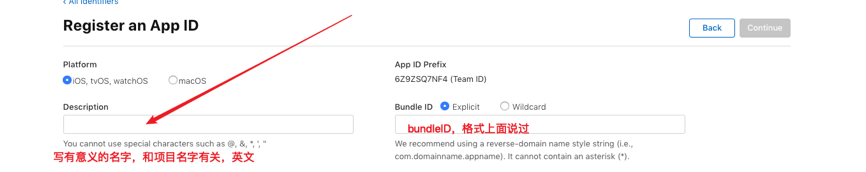 < All Identifiers
Register an App ID
Back
Continue
Platform
iOS, tvOS, watchOS
macOS
App ID Prefix
6Z9ZSQ7NF4 (Team ID)
Description
Bundle ID
Explicit
Wildcard
bundleID，格式上面说过
You cannot use special characters such as @, &, *, ', "
写有意义的名字，和项目名字有关，英文
We recommend using a reverse-domain name style string (i.e.,
com.domainname.appname). It cannot contain an asterisk (*).